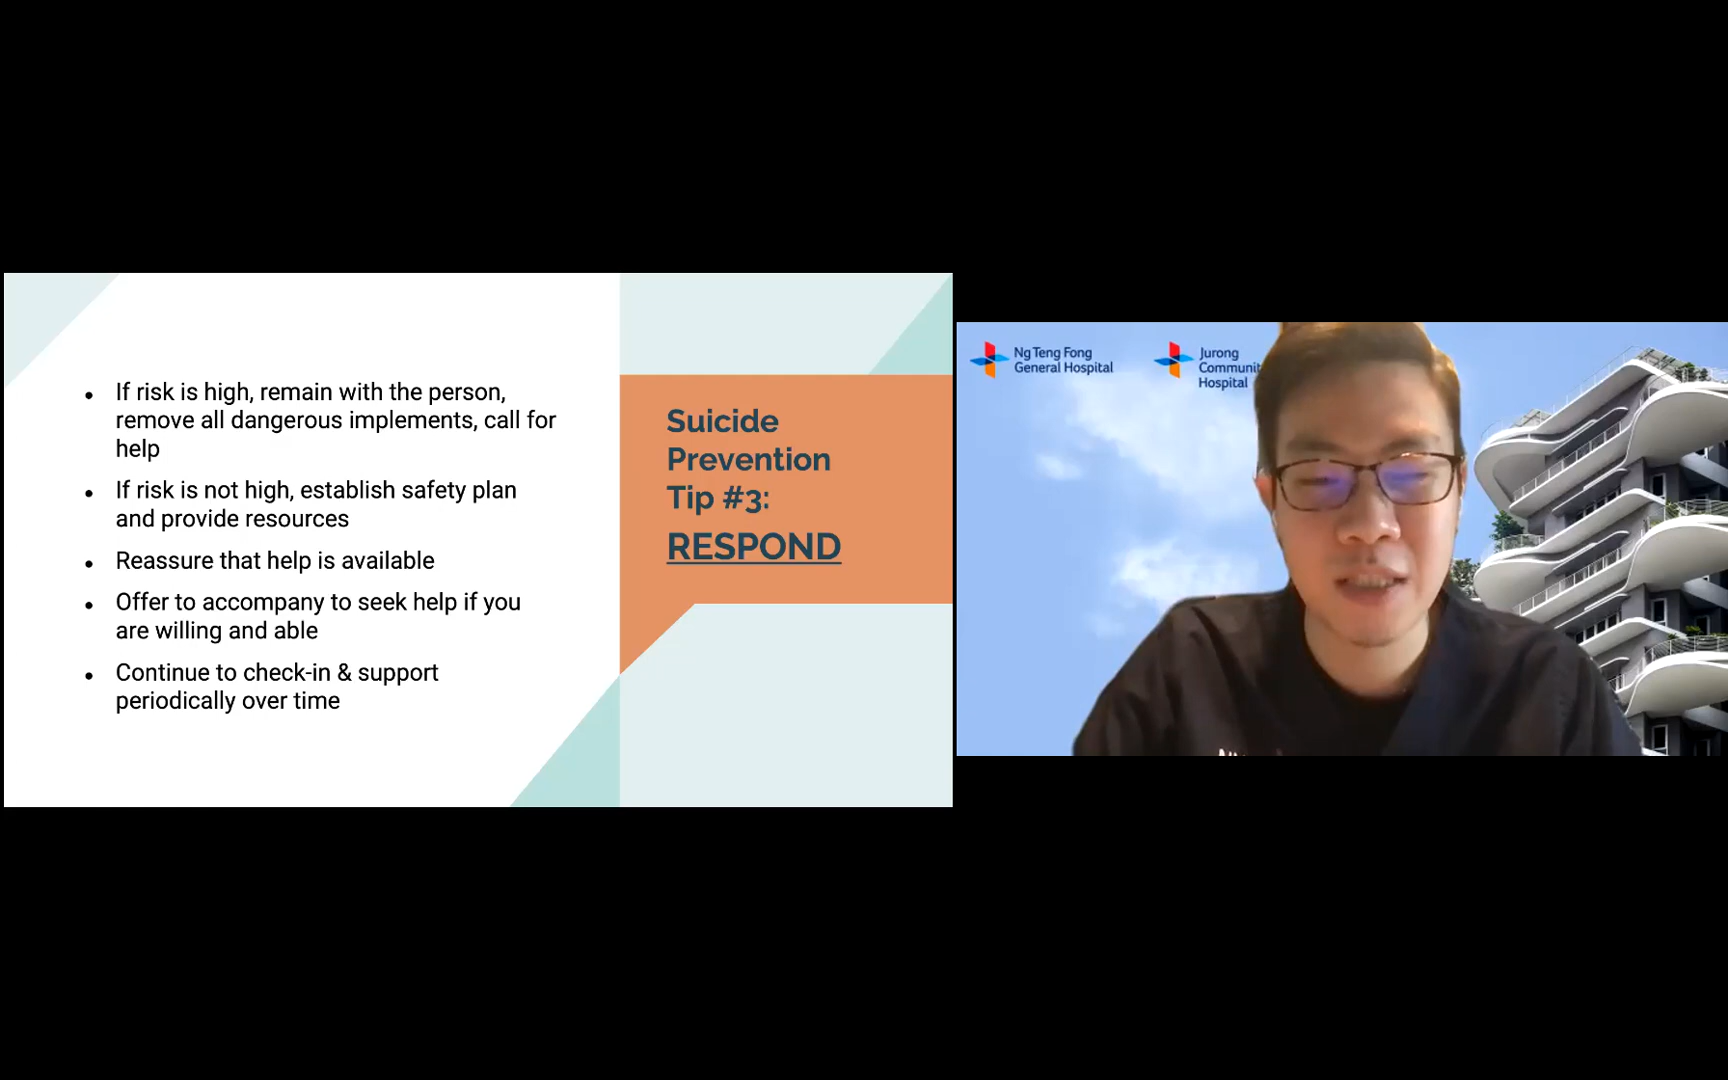 If risk is high, remain with the person,
remove all dangerous implements, call for
help
If risk is not high, establish safety plan
and provide resources
Reassure that help is available
Offer to accompany to seek help if you
are willing and able
Continue to check-in & support
periodically over time
Suicide
Prevention
Tip #3:
RESPOND
Ng Teng Fong
General Hospital
Jurong
Communit
Hospital